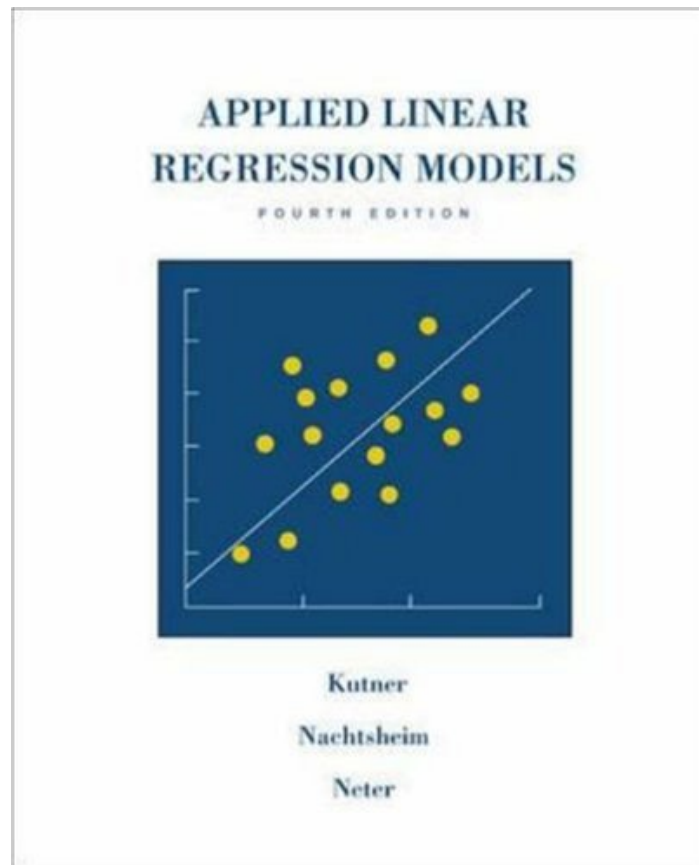 APPLIED LINEAR
REGRESSION MODELS
FOURTH EDITION
Kutner
Nachtsheim
Neter